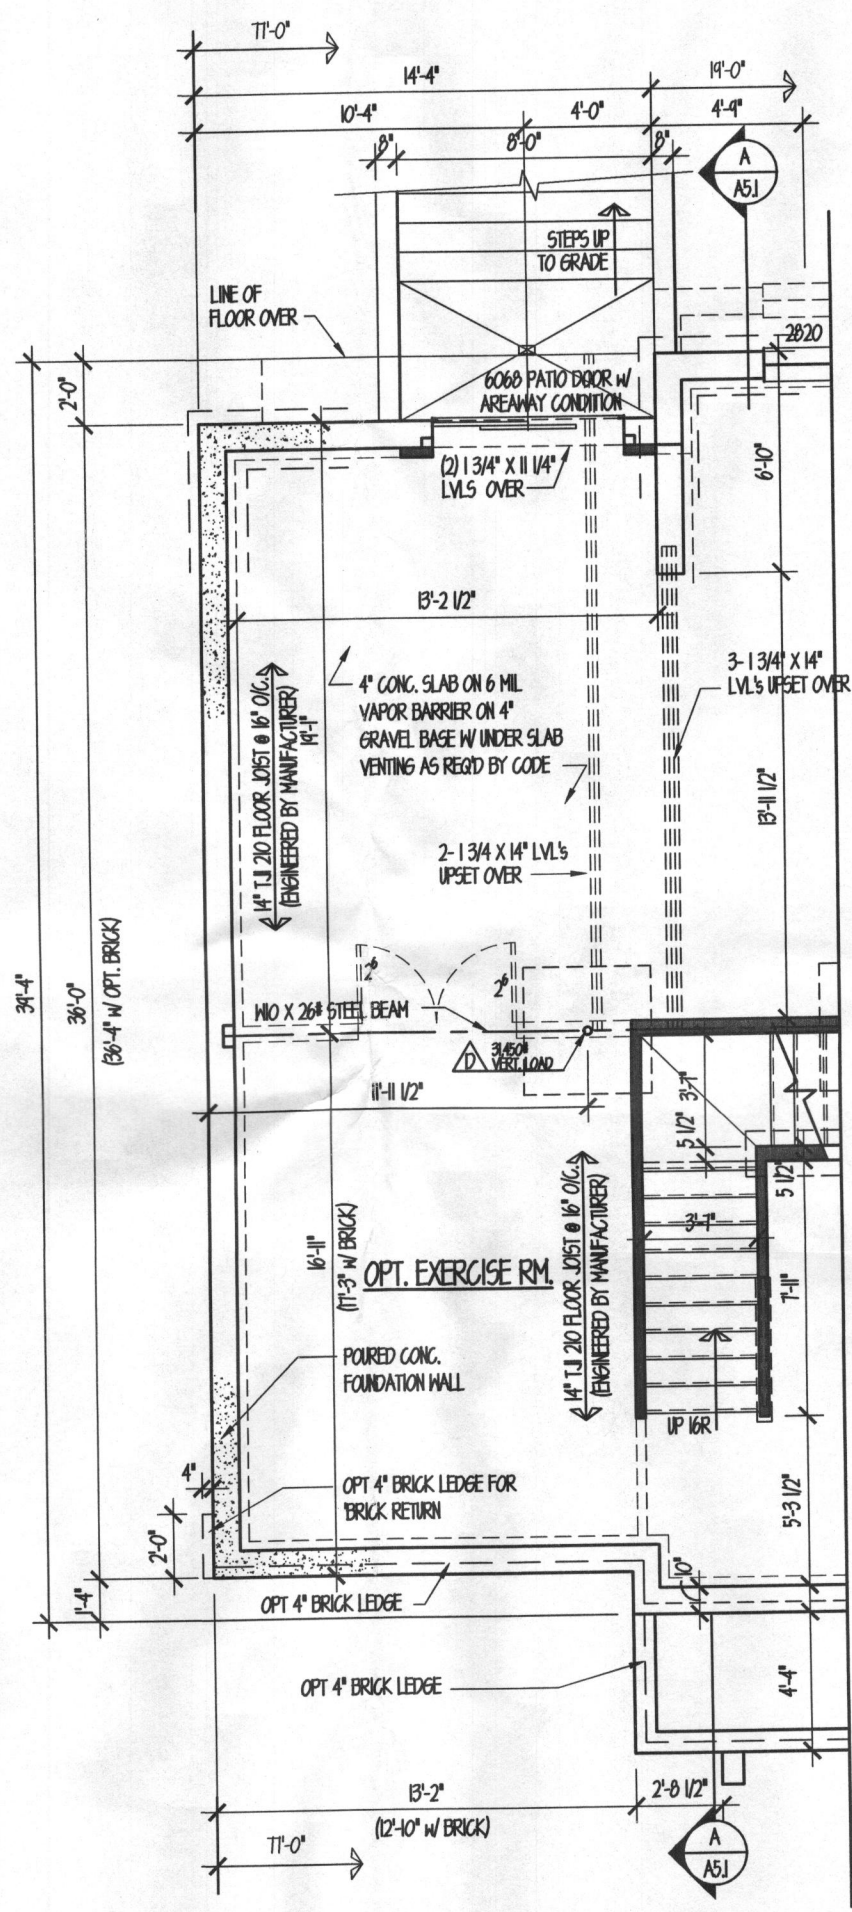 77'-0"
14'-4"
19'-0"
10'-4"
4'-0"
4'-9"
8"
8'-0"
8"
A
A5.1
STEPS UP
TO GRADE
LINE OF
FLOOR OVER
2820
2'-0"
6068 PATIO DOOR W/
AREAWAY CONDITION
(2) 1 3/4" X 11 1/4"
LVLS OVER
6'-10"
13'-2 1/2"
3- 1 3/4" X 14"
LVL's UPSET OVER
4" CONC. SLAB ON 6 MIL
VAPOR BARRIER ON 4"
GRAVEL BASE W/ UNDER SLAB
VENTING AS REQ'D BY CODE
14" TJI 210 FLOOR JOIST @ 16" O/C.
(ENGINEERED BY MANUFACTURER)
19'-1"
13'-11 1/2"
2- 1 3/4 X 14" LVL's
UPSET OVER
39'-4"
36'-0"
(36'-4" W/ OPT. BRICK)
2⁶
2⁶
W10 X 26# STEEL BEAM
D
31,450#
VERT. LOAD
11'-11 1/2"
3'-7"
5 1/2"
5 1/2"
3'-7"
7'-11"
16'-11"
(17'-3" W/ BRICK)
OPT. EXERCISE RM.
14" TJI 210 FLOOR JOIST @ 16" O/C.
(ENGINEERED BY MANUFACTURER)
POURED CONC.
FOUNDATION WALL
UP 16R
4"
OPT 4" BRICK LEDGE FOR
BRICK RETURN
2'-0"
5'-3 1/2"
1'-4"
10"
OPT 4" BRICK LEDGE
OPT 4" BRICK LEDGE
4'-4"
13'-2"
(12'-10" W/ BRICK)
2'-8 1/2"
77'-0"
A
A5.1